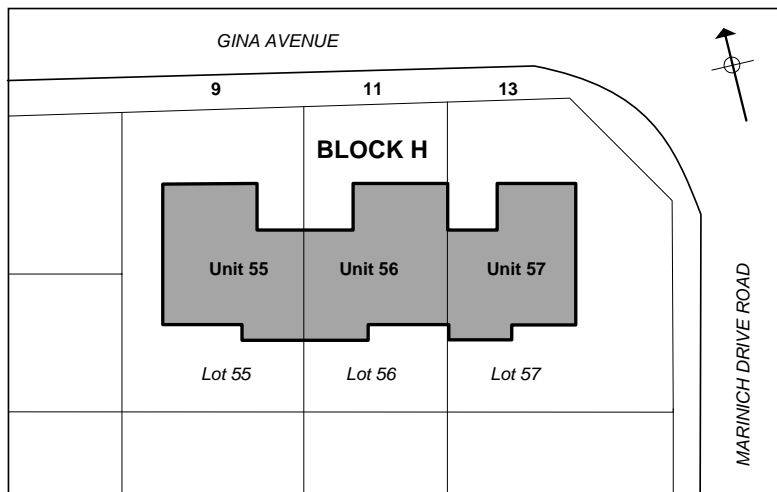 GINA AVENUE
9
11
13
BLOCK H
Unit 55
Unit 56
Unit 57
Lot 55
Lot 56
Lot 57
MARINICH DRIVE ROAD